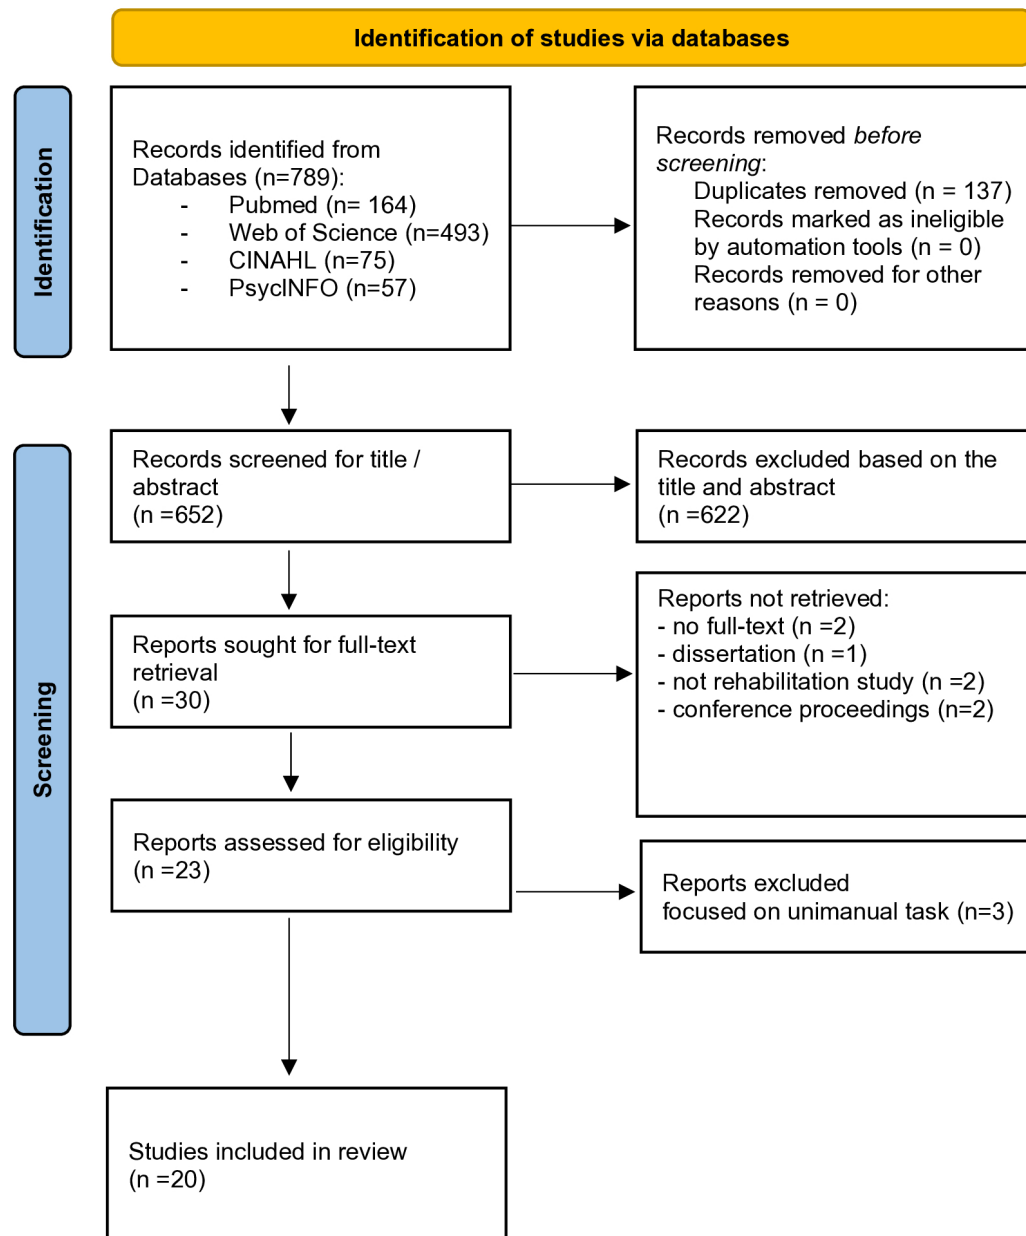 Identification of studies via databases
Identification
Records identified from
Databases (n=789):
- Pubmed (n= 164)
- Web of Science (n=493)
- CINAHL (n=75)
- PsycINFO (n=57)
Records removed before
screening:
Duplicates removed (n = 137)
Records marked as ineligible
by automation tools (n = 0)
Records removed for other
reasons (n = 0)
Screening
Records screened for title /
abstract
(n =652)
Records excluded based on the
title and abstract
(n =622)
Reports sought for full-text
retrieval
(n =30)
Reports not retrieved:
- no full-text (n =2)
- dissertation (n =1)
- not rehabilitation study (n =2)
- conference proceedings (n=2)
Reports assessed for eligibility
(n =23)
Reports excluded
focused on unimanual task (n=3)
Studies included in review
(n =20)